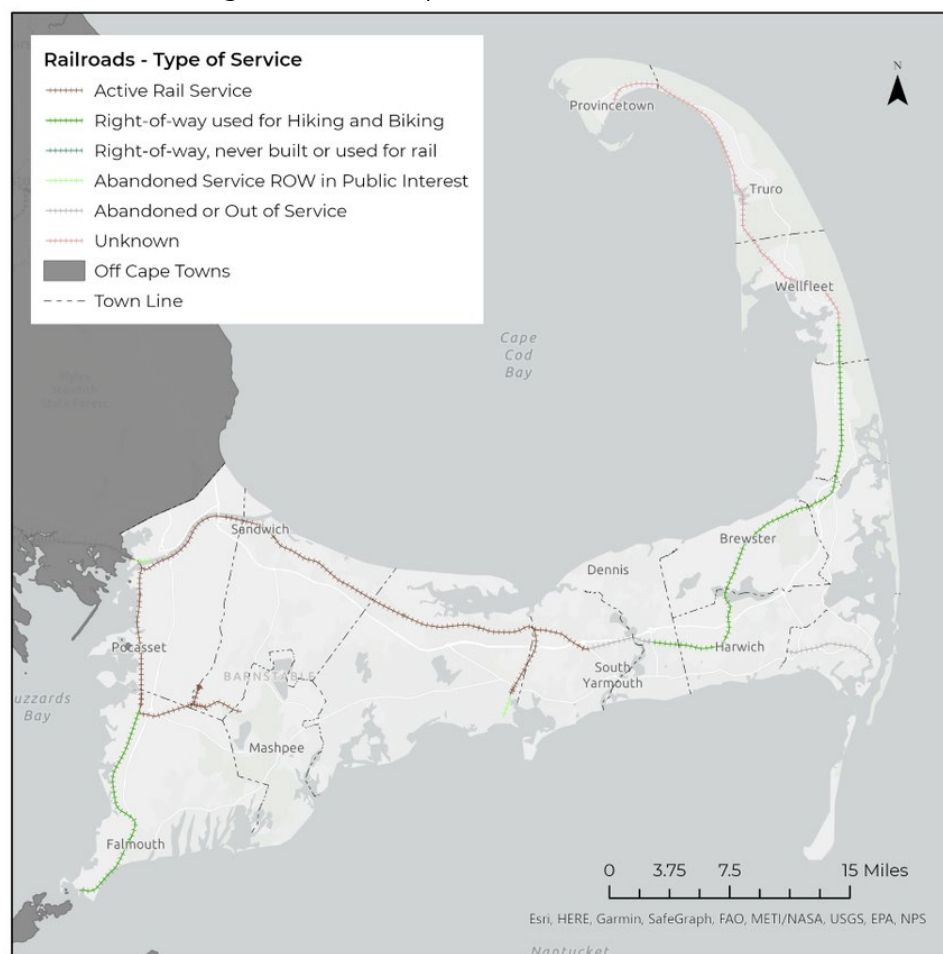 Railroads - Type of Service
Active Rail Service
Right-of-way used for Hiking and Biking
Right-of-way, never built or used for rail
Abandoned Service ROW in Public Interest
Abandoned or Out of Service
Unknown
Off Cape Towns
Town Line
N
Provincetown
Truro
Wellfleet
Cape
Cod
Bay
Sandwich
Brewster
Dennis
Pocasset
Harwich
South
Yarmouth
BARNSTABLE
uzzards
Bay
Mashpee
Falmouth
0 3.75 7.5 15 Miles
Esri, HERE, Garmin, SafeGraph, FAO, METI/NASA, USGS, EPA, NPS